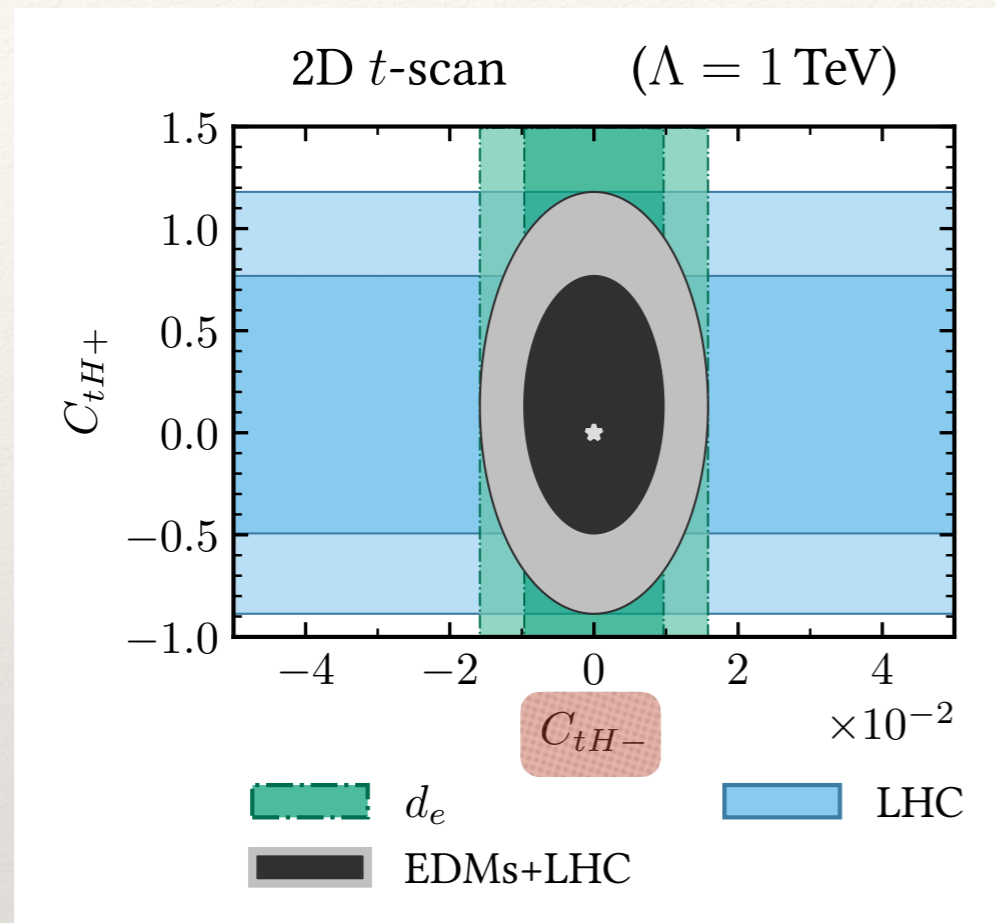 2D t-scan (Λ = 1 TeV)
1.5
1.0
0.5
0.0
−0.5
−1.0
C_{tH+}
−4 −2 0 2 4
×10^{−2}
C_{tH−}
d_e LHC
EDMs+LHC